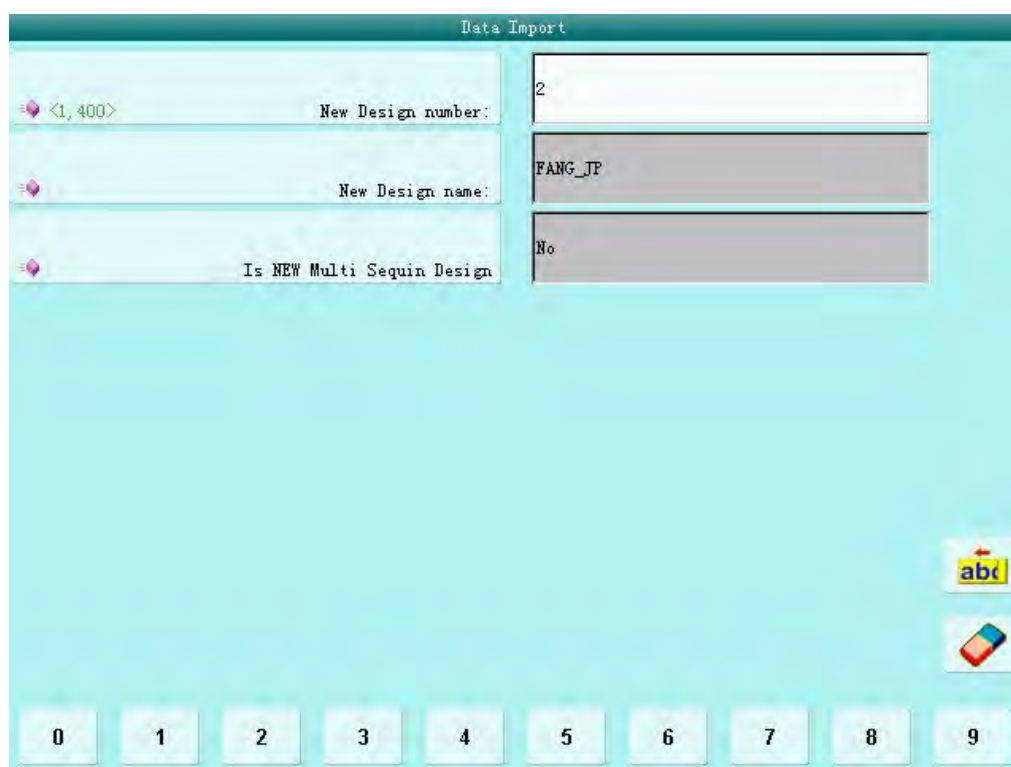 Data Import
<1,400> New Design number: 2
New Design name: FANG_JP
Is NEW Multi Sequin Design No
abc
0 1 2 3 4 5 6 7 8 9